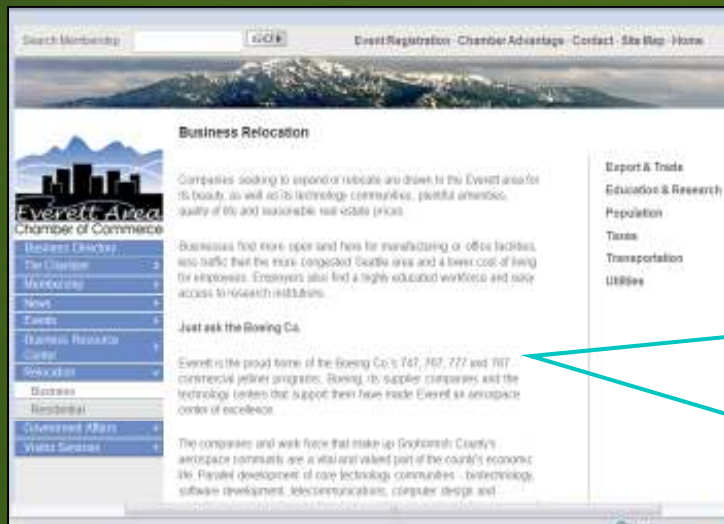 Search Membership
GO!
Event Registration Chamber Advantage Contact Site Map Home
Business Relocation
Companies seeking to expand or relocate are drawn to the Everett area for
its beauty, as well as its technology communities, plentiful amenities,
quality of life and reasonable real estate prices.
Businesses find more open land here for manufacturing or office facilities,
less traffic than the more congested Seattle area and a lower cost of living
for employees. Employers also find a highly educated workforce and easy
access to research institutions.
Just ask the Boeing Co.
Everett is the proud home of the Boeing Co.'s 747, 767, 777 and 787
commercial jetliner programs. Boeing, its supplier companies and the
technology centers that support them have made Everett an aerospace
center of excellence.
The companies and work force that make up Snohomish County's
aerospace community are a vital and valued part of the county's economic
life. Parallel development of core technology communities - biotechnology,
software development, telecommunications, computer design and
Everett Area
Chamber of Commerce
Business Directory
The Chamber
Membership
News
Events
Business Resource
Center
Relocation
Business
Residential
Government Affairs
Visitor Services
Export & Trade
Education & Research
Population
Taxes
Transportation
Utilities